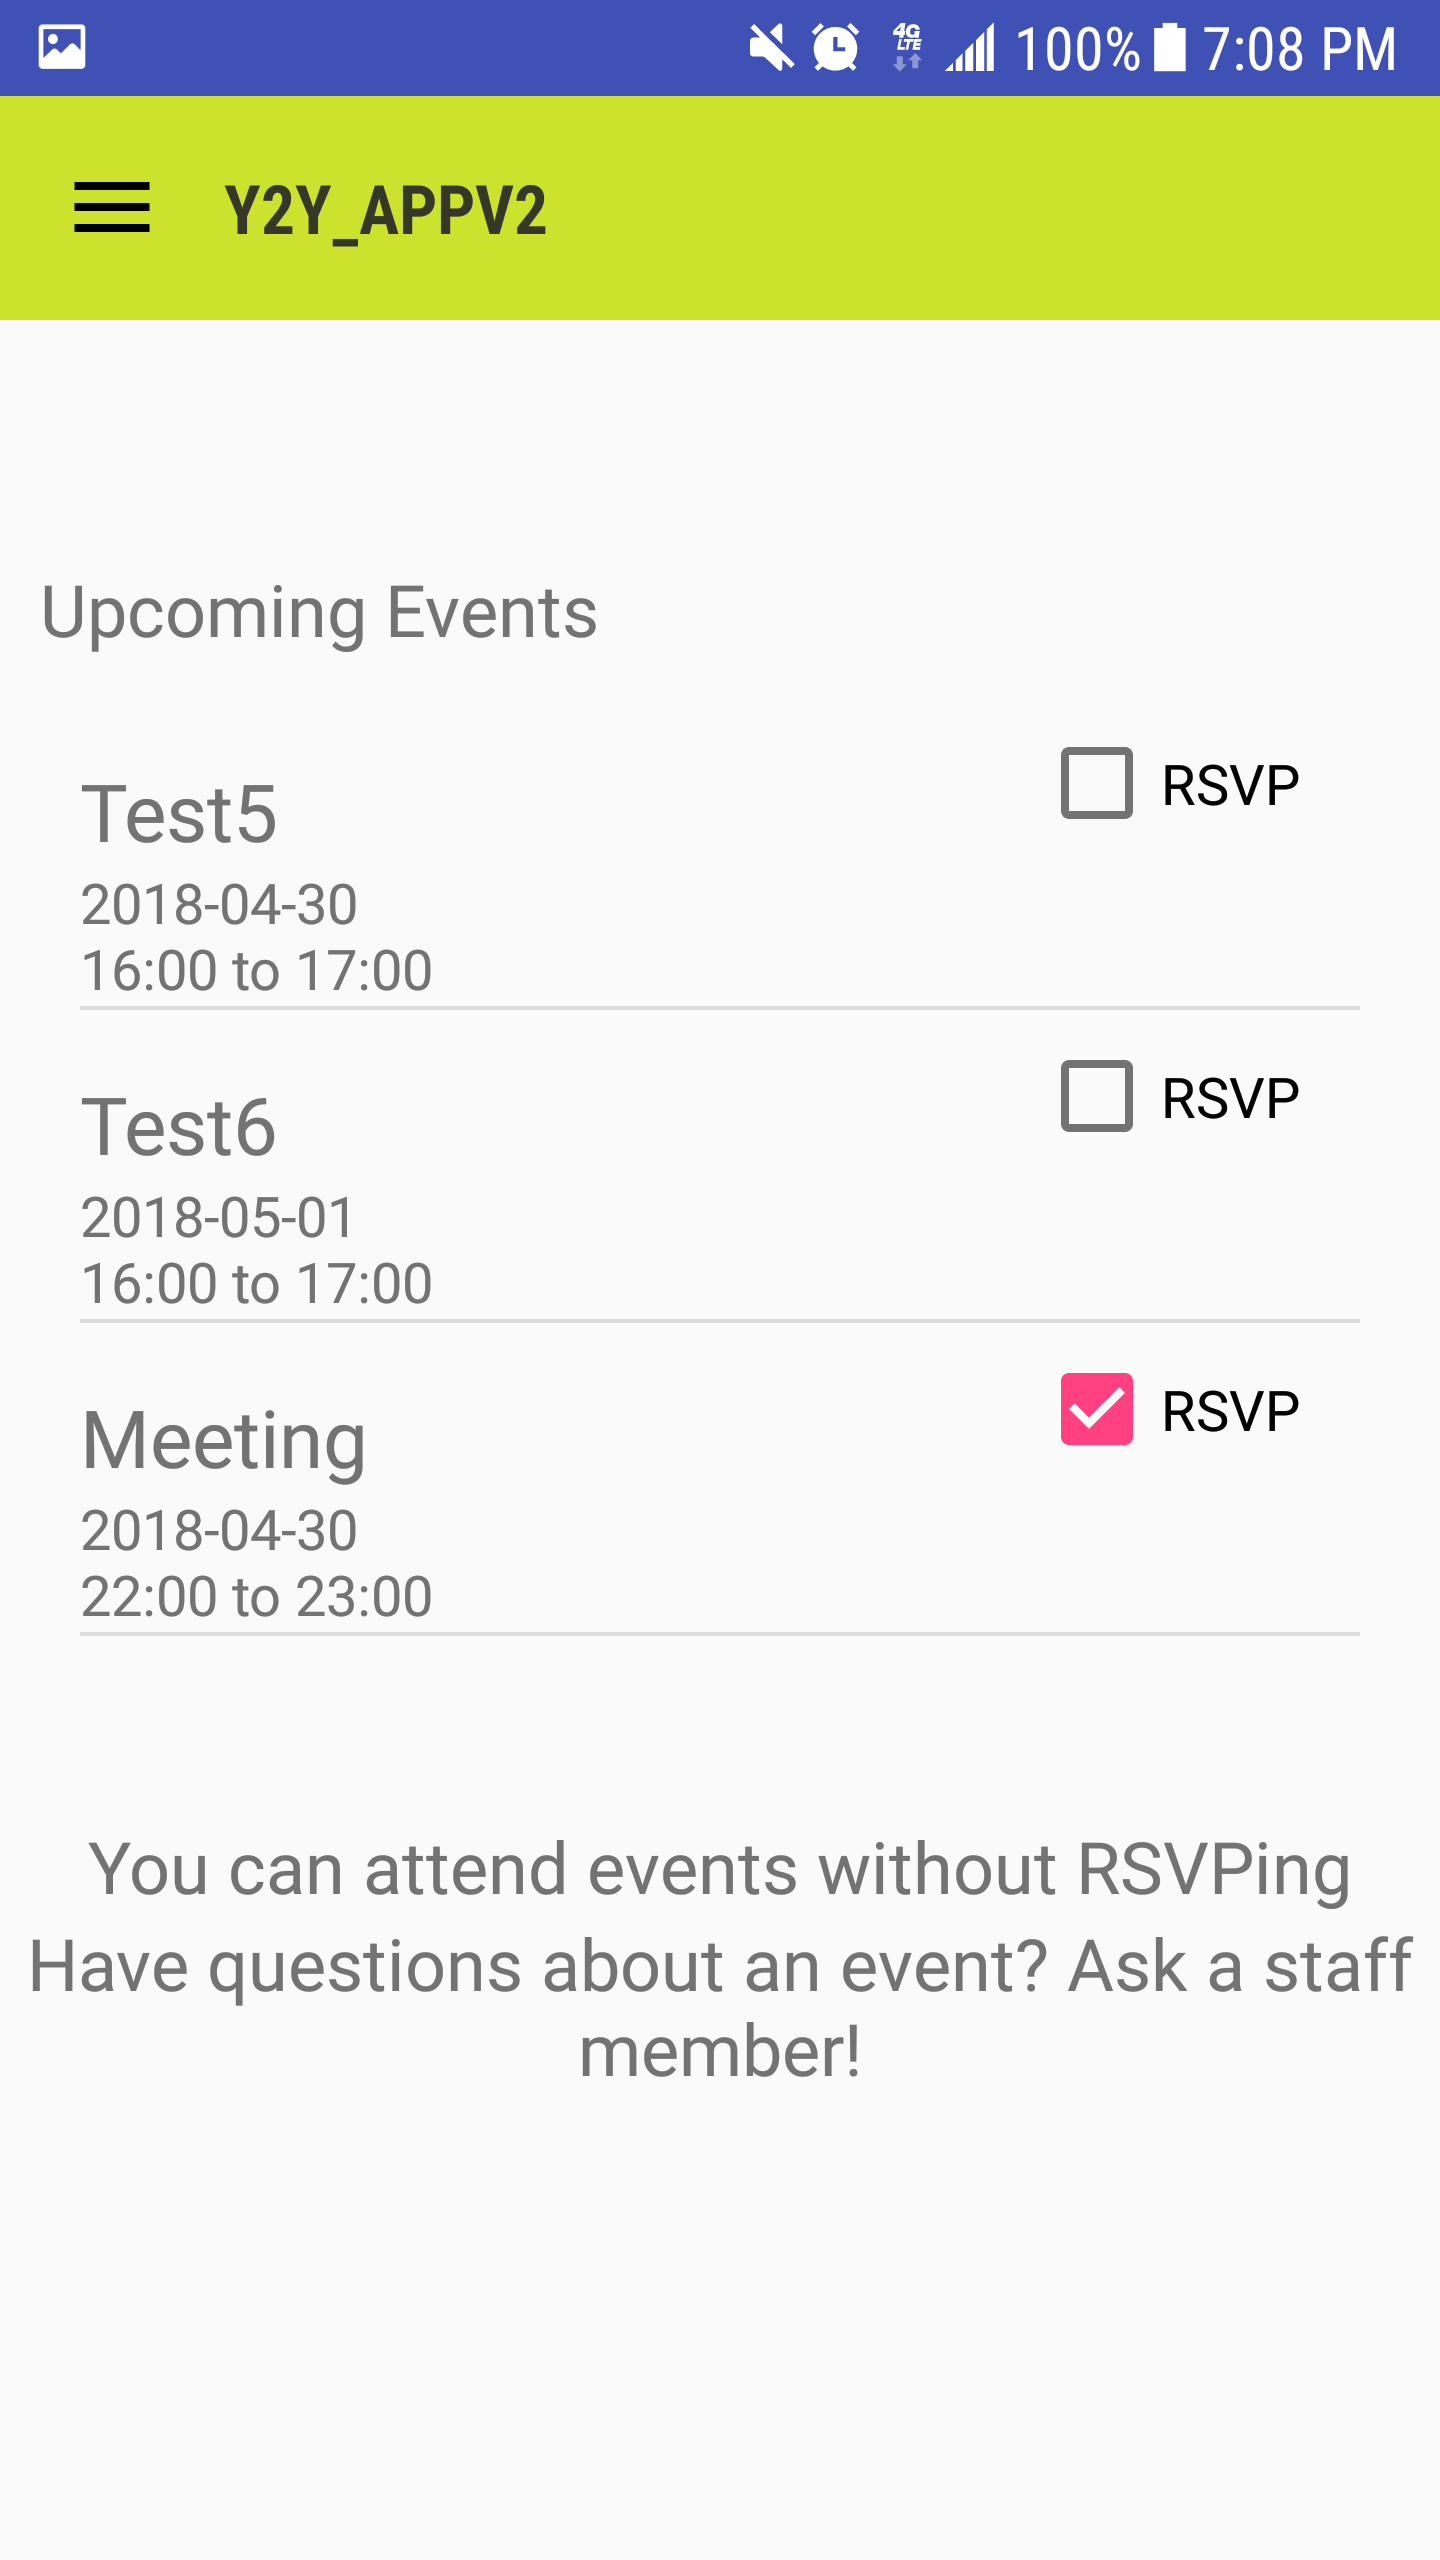 4G LTE 100% 7:08 PM
Y2Y_APPV2
Upcoming Events
Test5
RSVP
2018-04-30
16:00 to 17:00
Test6
RSVP
2018-05-01
16:00 to 17:00
Meeting
RSVP
2018-04-30
22:00 to 23:00
You can attend events without RSVPing
Have questions about an event? Ask a staff
member!